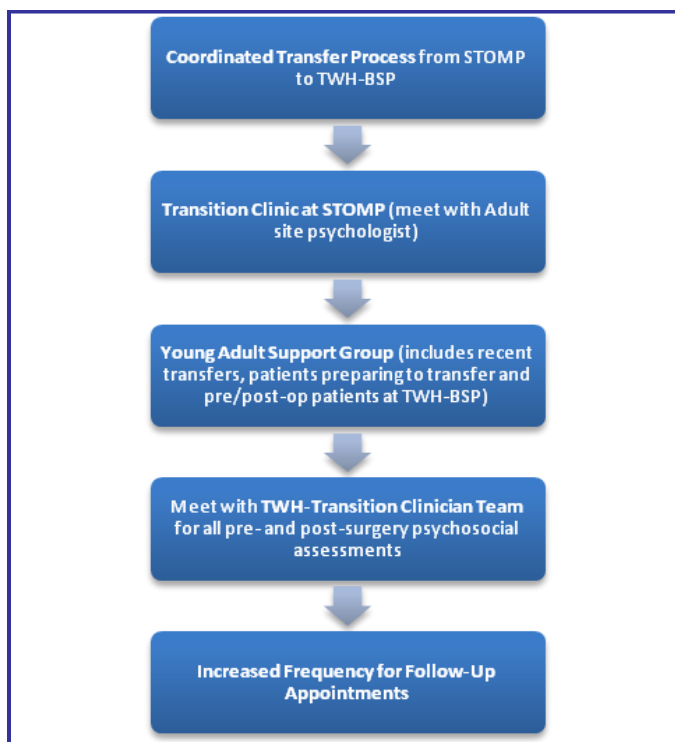 Coordinated Transfer Process from STOMP
to TWH-BSP
Transition Clinic at STOMP (meet with Adult
site psychologist)
Young Adult Support Group (includes recent
transfers, patients preparing to transfer and
pre/post-op patients at TWH-BSP)
Meet with TWH-Transition Clinician Team
for all pre- and post-surgery psychosocial
assessments
Increased Frequency for Follow-Up
Appointments